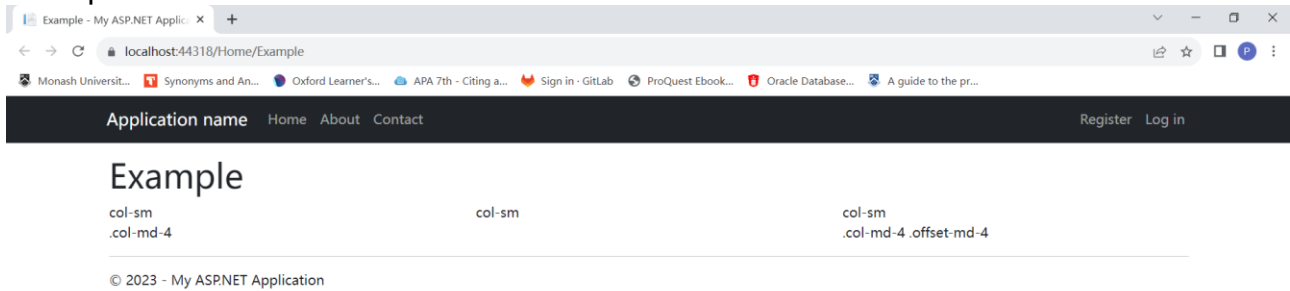 Example - My ASP.NET Applic
localhost:44318/Home/Example
Monash Universit... Synonyms and An... Oxford Learner's... APA 7th - Citing a... Sign in · GitLab ProQuest Ebook... Oracle Database... A guide to the pr...
Application name Home About Contact Register Log in
Example
col-sm col-sm col-sm
.col-md-4 .col-md-4 .offset-md-4
© 2023 - My ASP.NET Application